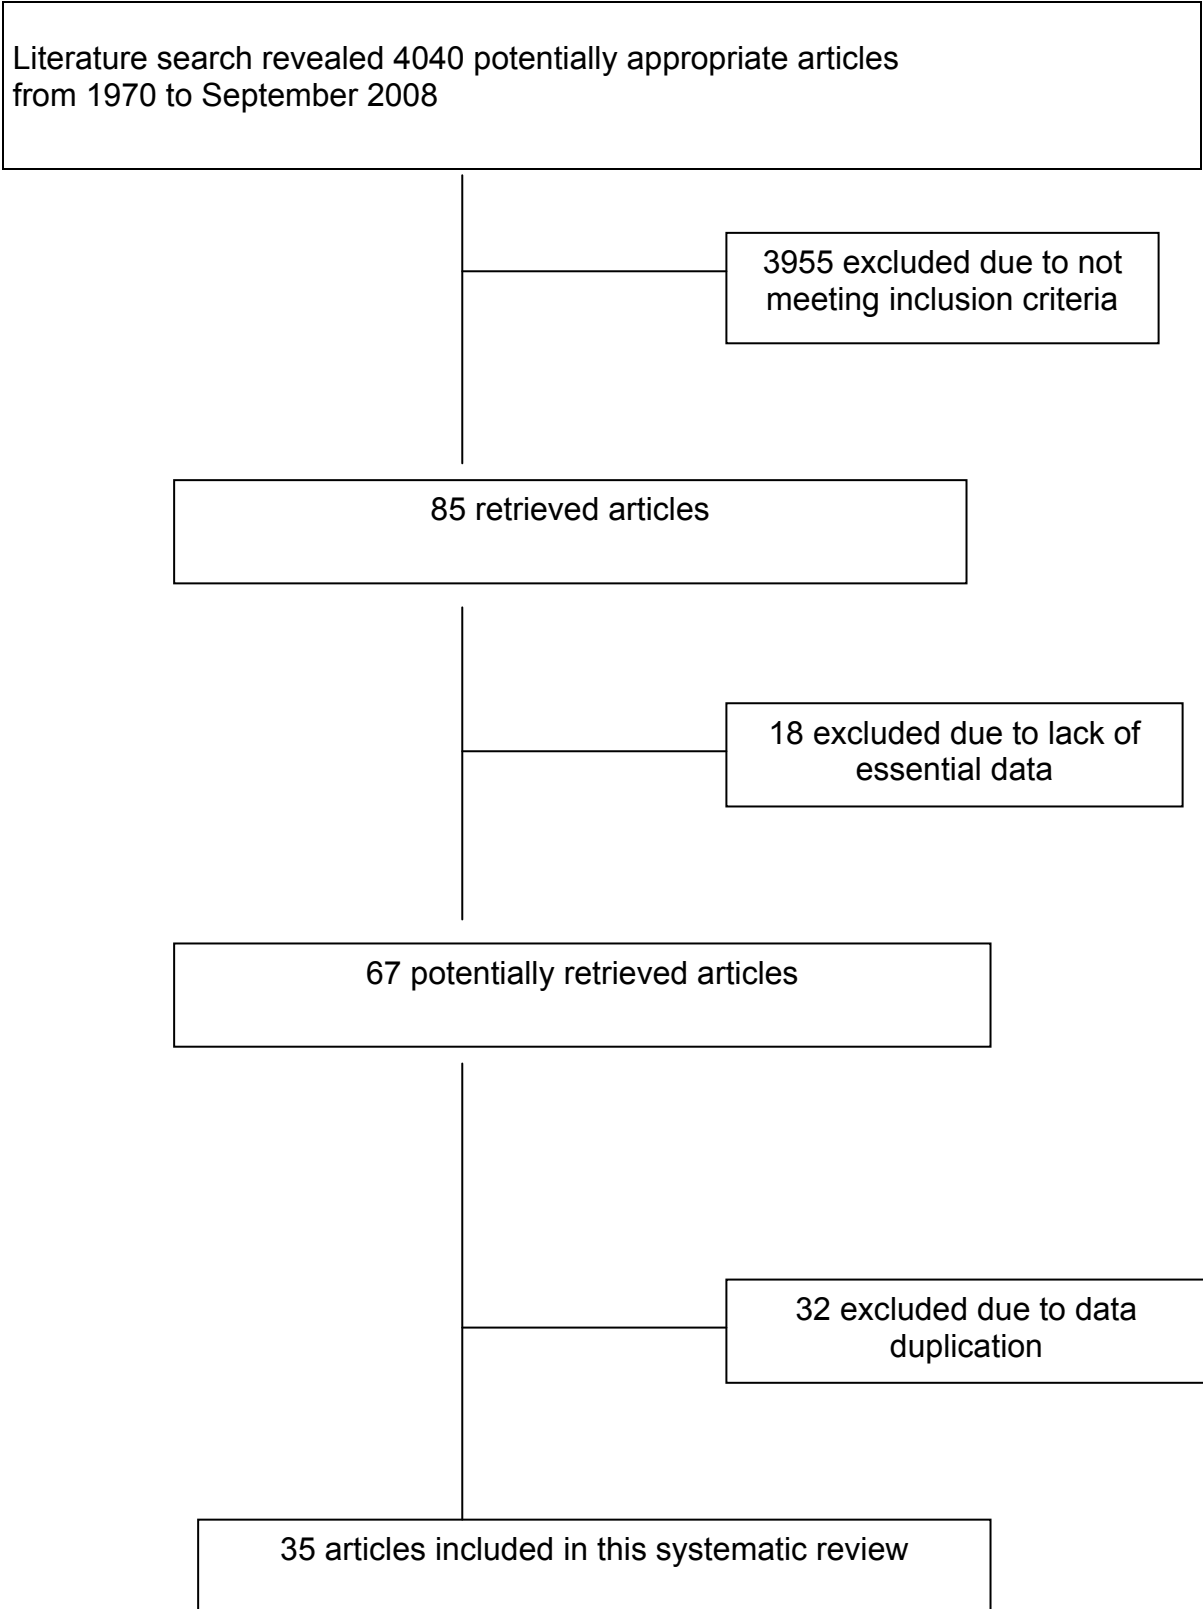 Literature search revealed 4040 potentially appropriate articles
from 1970 to September 2008
3955 excluded due to not
meeting inclusion criteria
85 retrieved articles
18 excluded due to lack of
essential data
67 potentially retrieved articles
32 excluded due to data
duplication
35 articles included in this systematic review